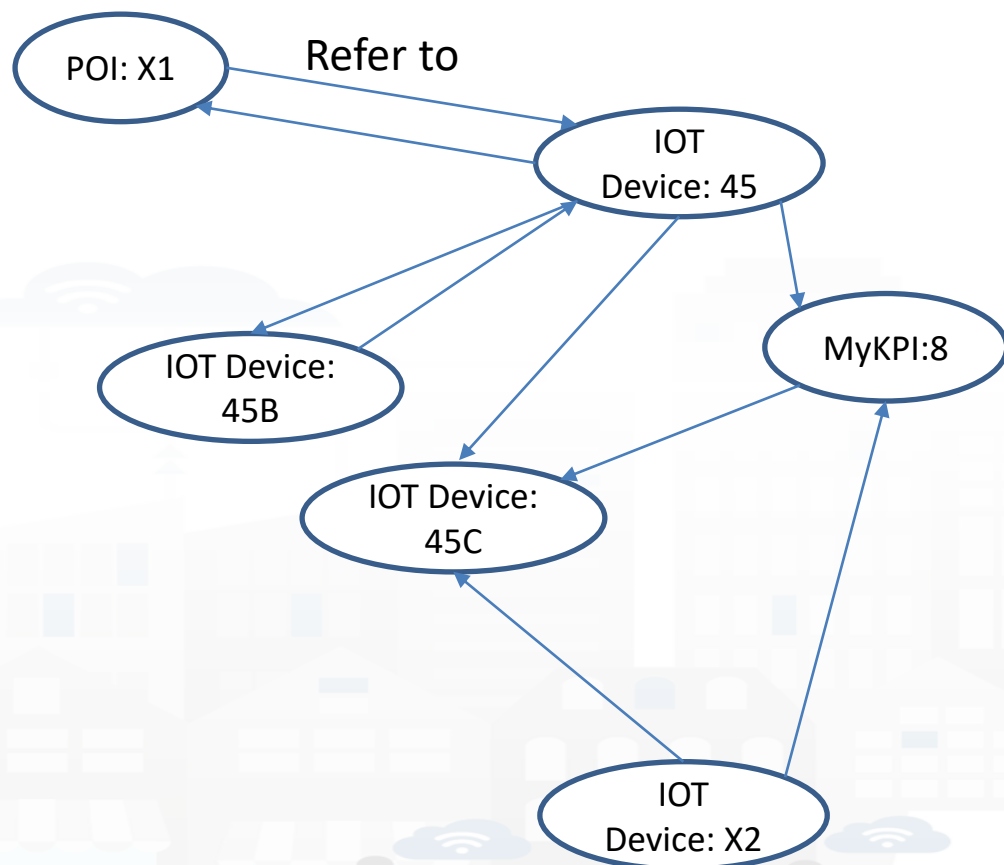 POI: X1
Refer to
IOT
Device: 45
IOT Device:
45B
MyKPI:8
IOT Device:
45C
IOT
Device: X2